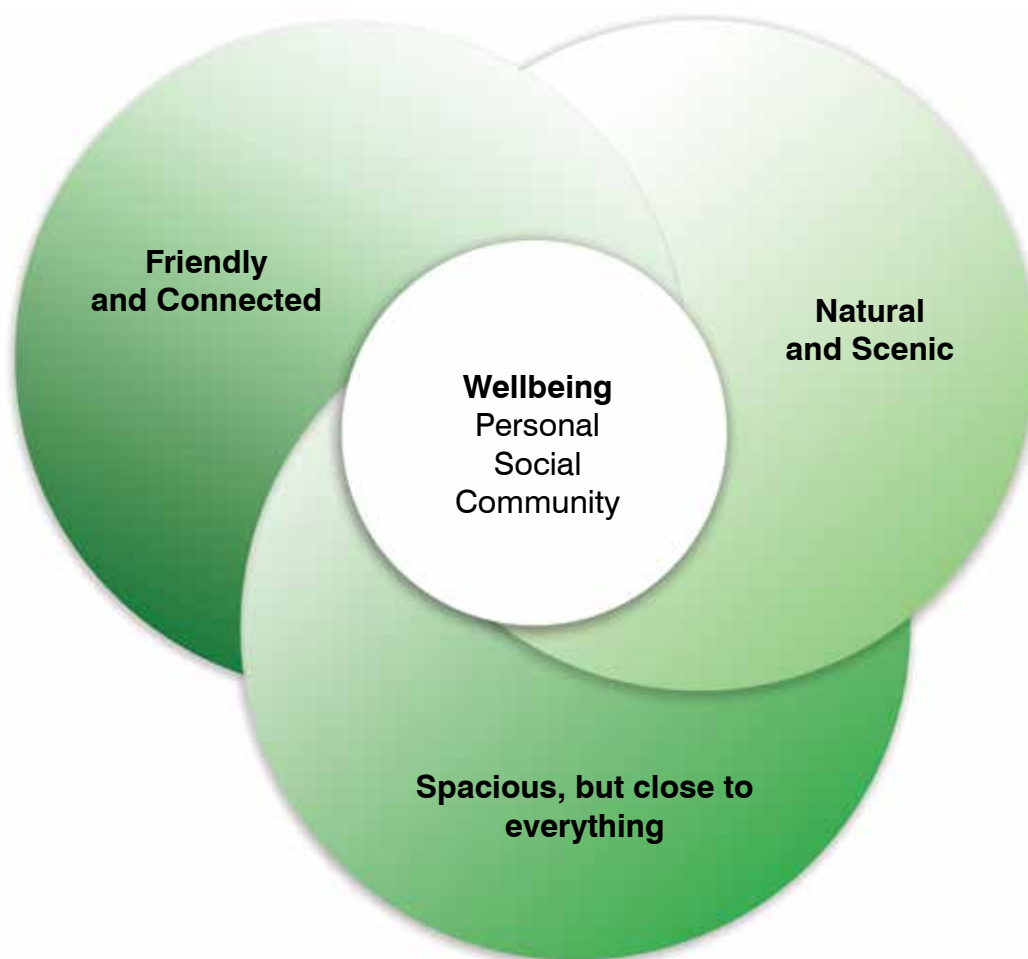 Friendly
and Connected
Natural
and Scenic
Wellbeing
Personal
Social
Community
Spacious, but close to
everything